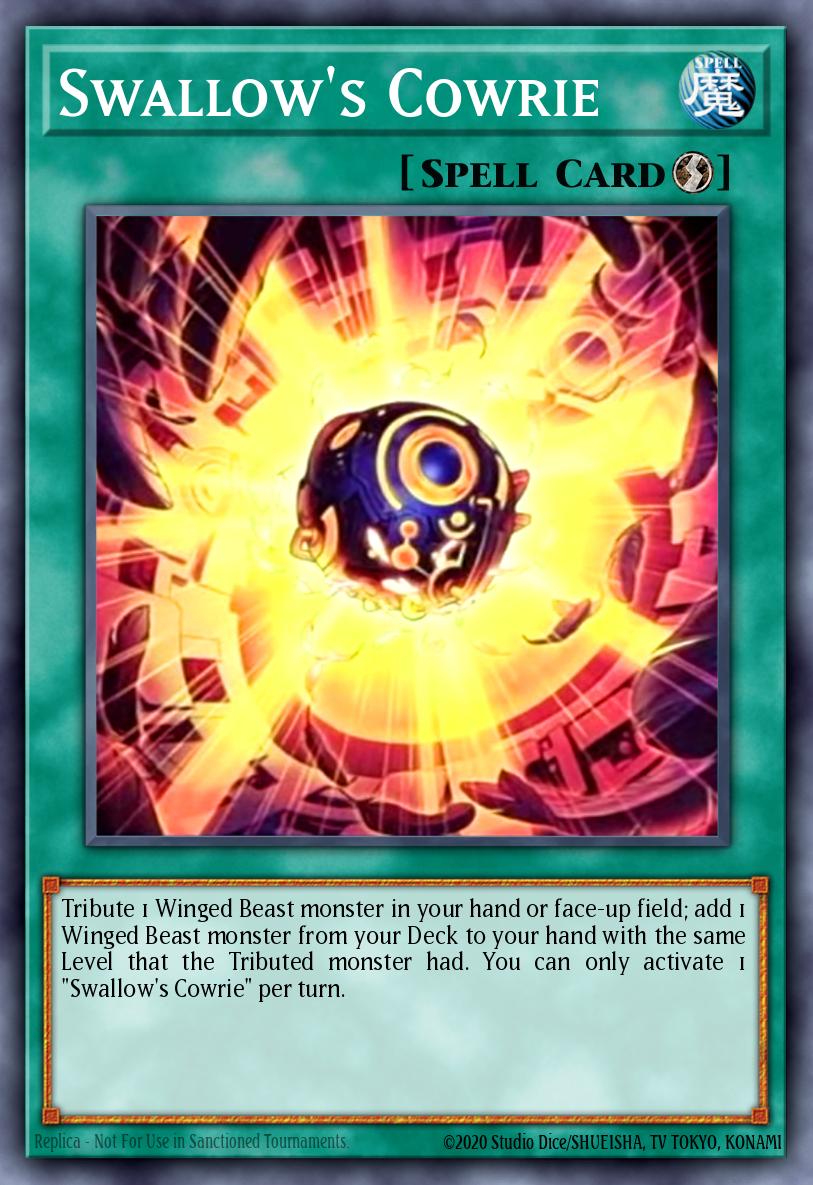 Swallow's Cowrie
SPELL
魔
[Spell Card]
Tribute 1 Winged Beast monster in your hand or face-up field; add 1
Winged Beast monster from your Deck to your hand with the same
Level that the Tributed monster had. You can only activate 1
"Swallow's Cowrie" per turn.
Replica - Not For Use in Sanctioned Tournaments.
©2020 Studio Dice/SHUEISHA, TV TOKYO, KONAMI